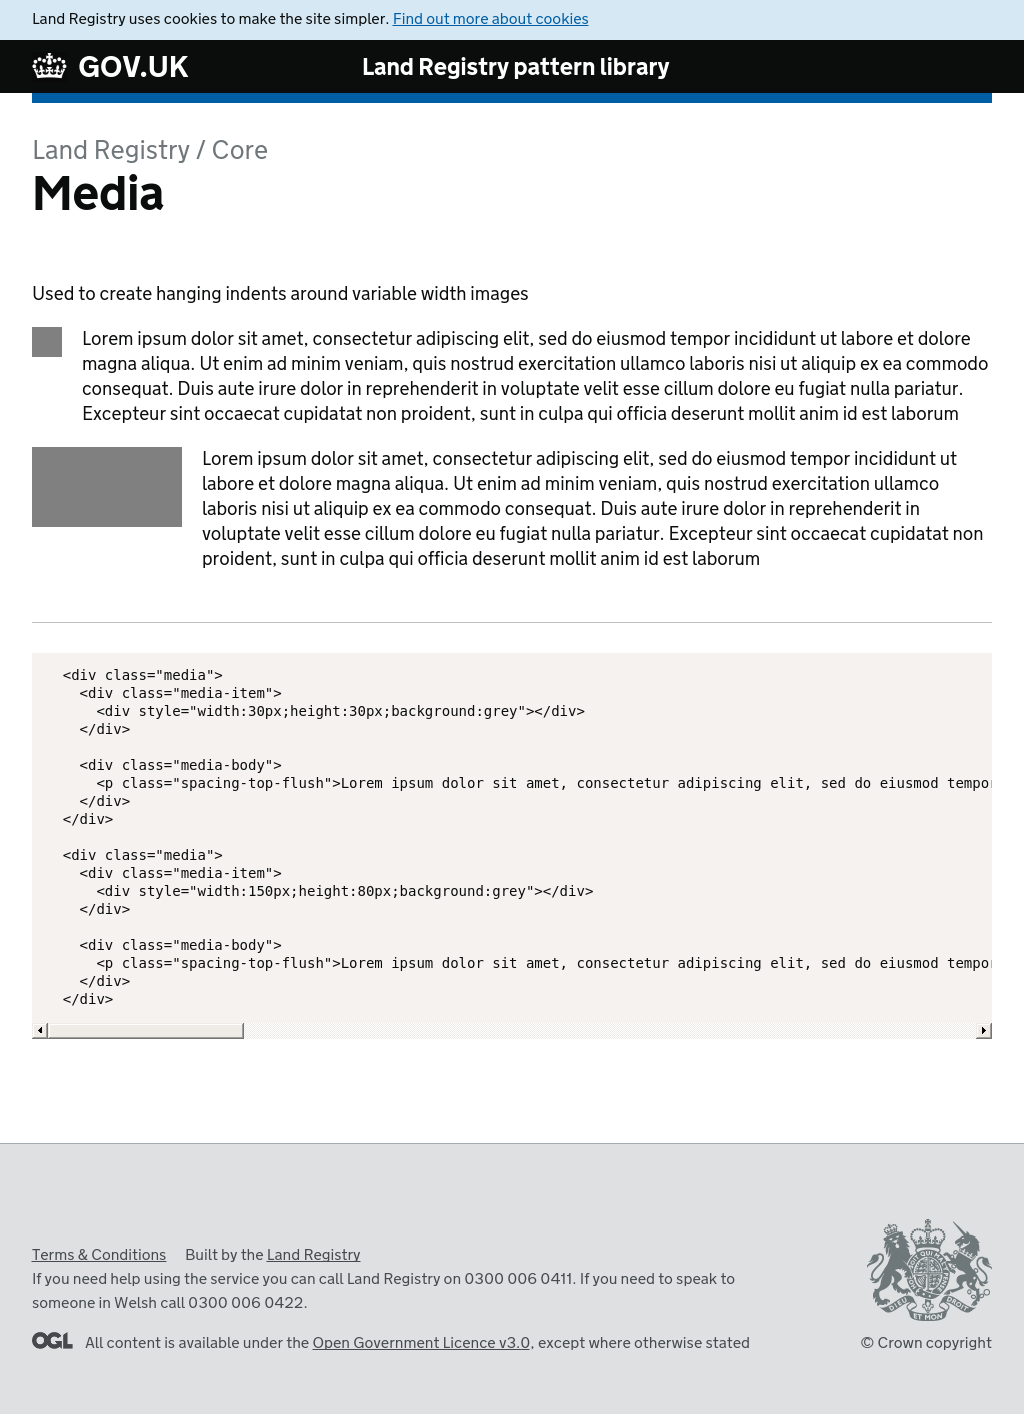 Land Registry uses cookies to make the site simpler. Find out more about cookies
GOV.UK
Land Registry pattern library
Land Registry / Core
Media
Used to create hanging indents around variable width images
Lorem ipsum dolor sit amet, consectetur adipiscing elit, sed do eiusmod tempor incididunt ut labore et dolore
magna aliqua. Ut enim ad minim veniam, quis nostrud exercitation ullamco laboris nisi ut aliquip ex ea commodo
consequat. Duis aute irure dolor in reprehenderit in voluptate velit esse cillum dolore eu fugiat nulla pariatur.
Excepteur sint occaecat cupidatat non proident, sunt in culpa qui officia deserunt mollit anim id est laborum
Lorem ipsum dolor sit amet, consectetur adipiscing elit, sed do eiusmod tempor incididunt ut
labore et dolore magna aliqua. Ut enim ad minim veniam, quis nostrud exercitation ullamco
laboris nisi ut aliquip ex ea commodo consequat. Duis aute irure dolor in reprehenderit in
voluptate velit esse cillum dolore eu fugiat nulla pariatur. Excepteur sint occaecat cupidatat non
proident, sunt in culpa qui officia deserunt mollit anim id est laborum
<div class="media">
<div class="media-item">
<div style="width:30px;height:30px;background:grey"></div>
</div>
<div class="media-body">
<p class="spacing-top-flush">Lorem ipsum dolor sit amet, consectetur adipiscing elit, sed do eiusmod tempor
</div>
</div>
<div class="media">
<div class="media-item">
<div style="width:150px;height:80px;background:grey"></div>
</div>
<div class="media-body">
<p class="spacing-top-flush">Lorem ipsum dolor sit amet, consectetur adipiscing elit, sed do eiusmod tempor
</div>
</div>
Terms & Conditions Built by the Land Registry
If you need help using the service you can call Land Registry on 0300 006 0411. If you need to speak to
someone in Welsh call 0300 006 0422.
OGL All content is available under the Open Government Licence v3.0, except where otherwise stated
DIEU ET MON DROIT
© Crown copyright